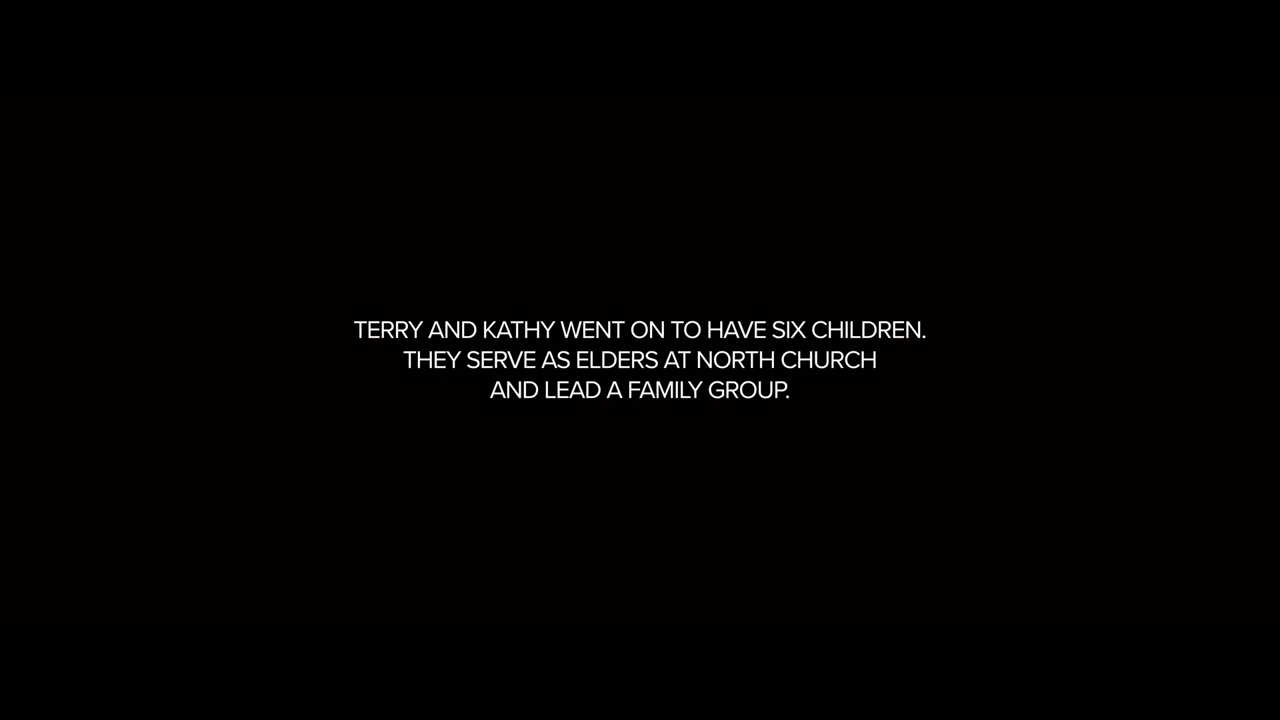 TERRY AND KATHY WENT ON TO HAVE SIX CHILDREN.
THEY SERVE AS ELDERS AT NORTH CHURCH
AND LEAD A FAMILY GROUP.